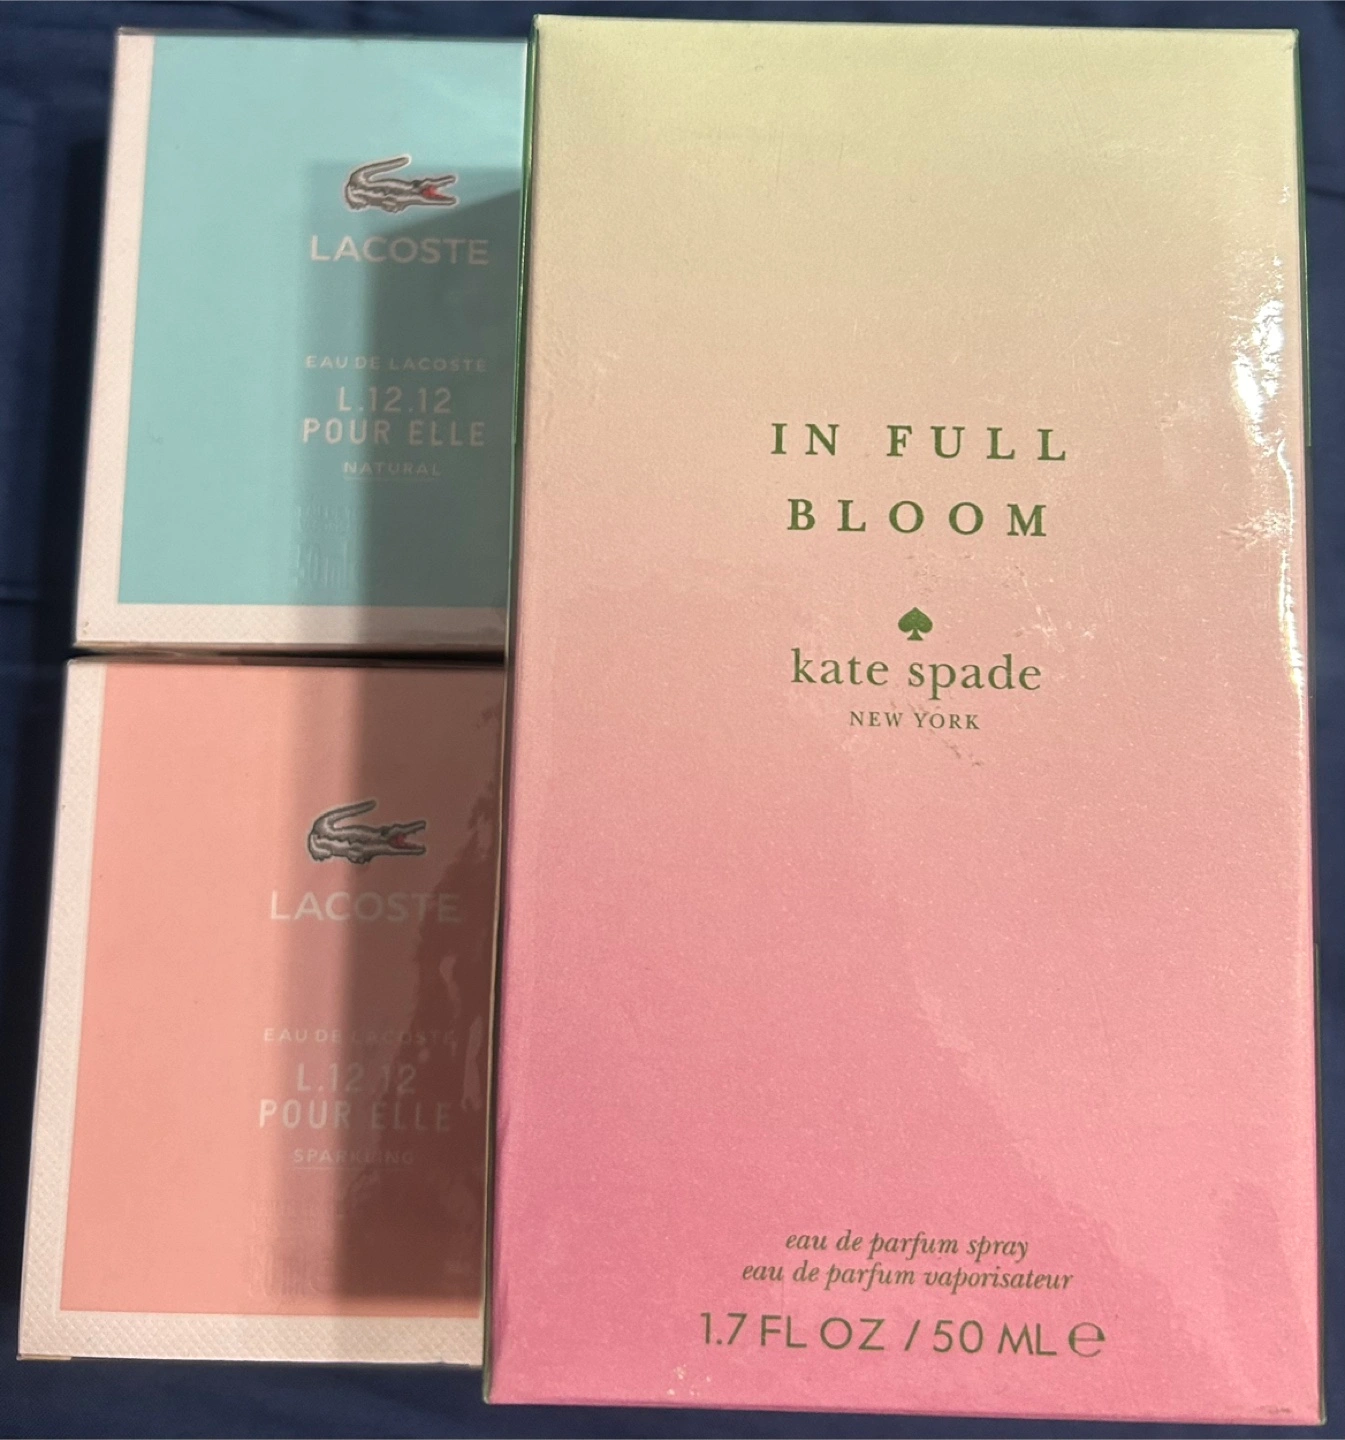 LACOSTE
EAU DE LACOSTE
L.12.12
POUR ELLE
NATURAL
LACOSTE
EAU DE LACOSTE
L.12.12
POUR ELLE
SPARKLING
IN FULL
BLOOM
kate spade
NEW YORK
eau de parfum spray
eau de parfum vaporisateur
1.7 FL OZ / 50 ML ℮